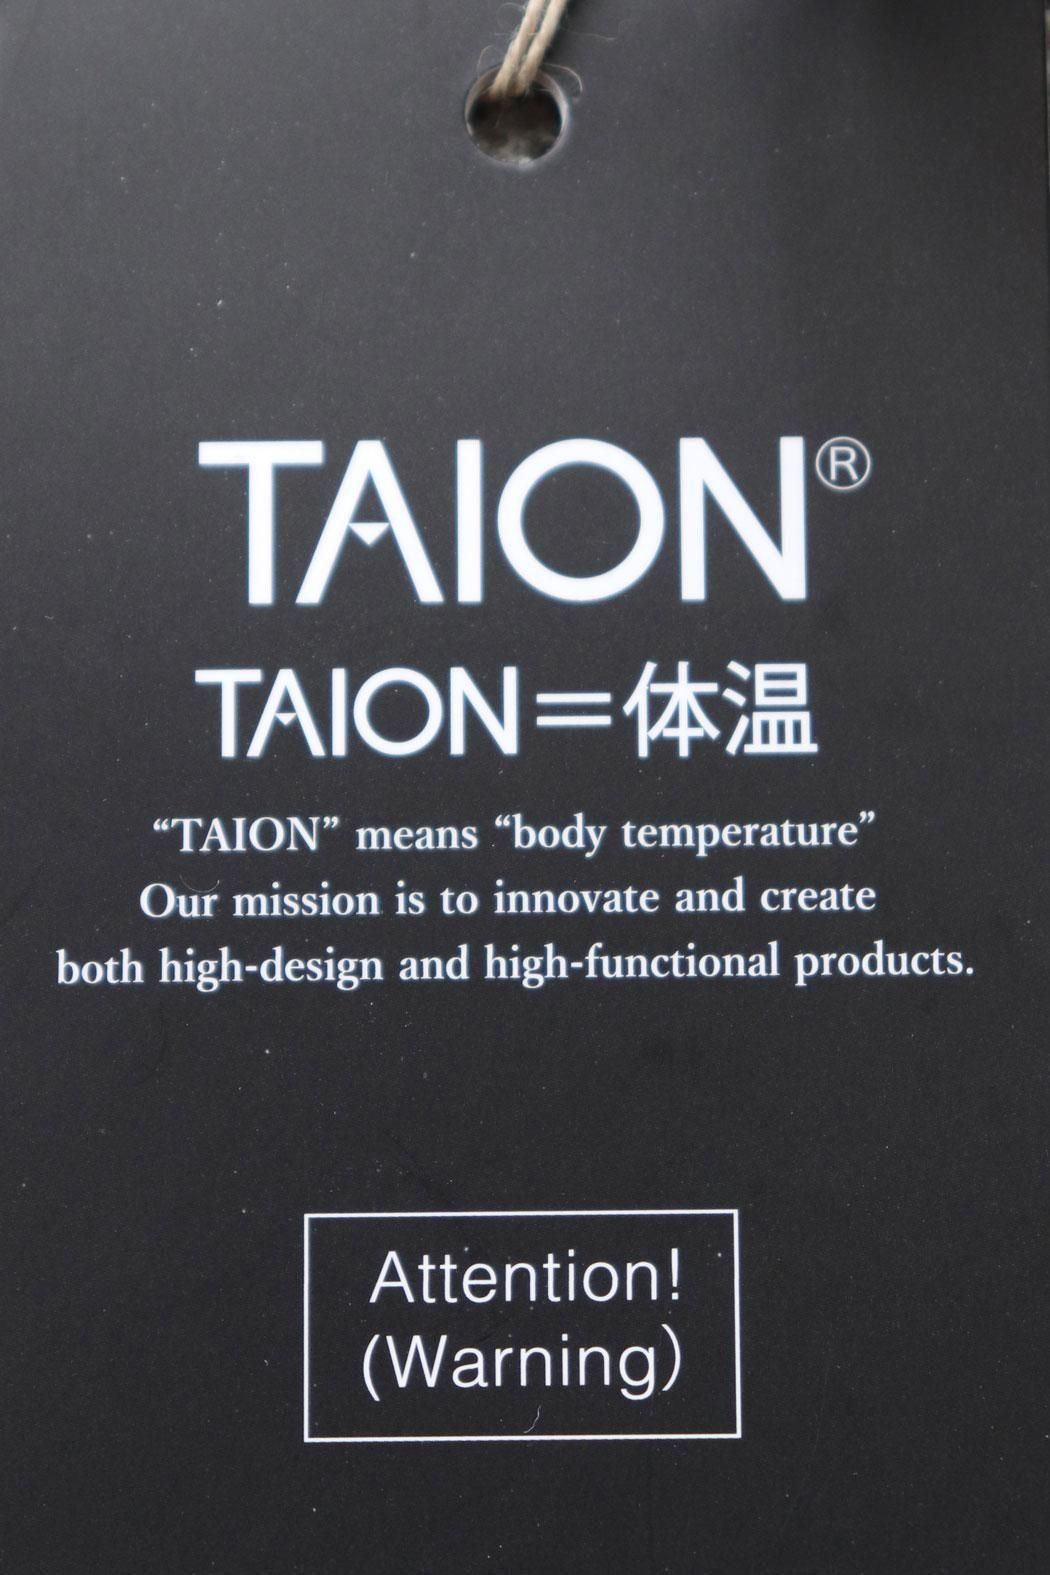 TAION®
TAION=体温
“TAION” means “body temperature”
Our mission is to innovate and create
both high-design and high-functional products.
Attention!
(Warning)